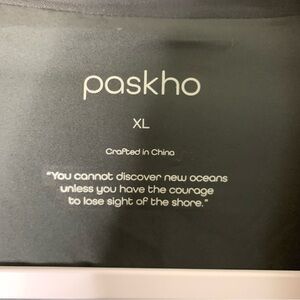 paskho
XL
Crafted in China
"You cannot discover new oceans
unless you have the courage
to lose sight of the shore."